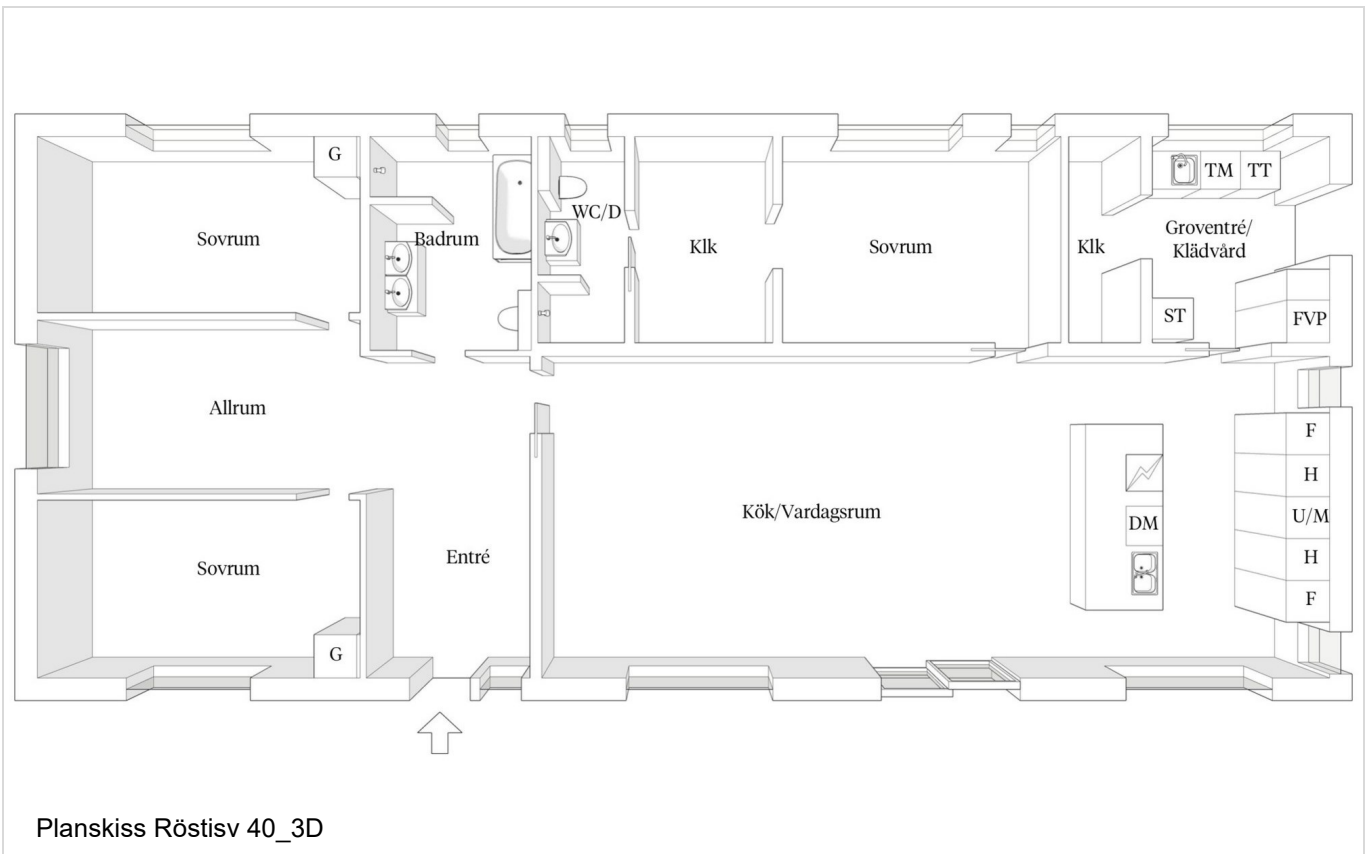 G
TM TT
WC/D
Groventré/
Klädvård
Sovrum
Badrum
Klk
Sovrum
Klk
ST
FVP
Allrum
F
H
Kök/Vardagsrum
DM
U/M
Entré
H
Sovrum
F
G
Planskiss Röstisv 40_3D